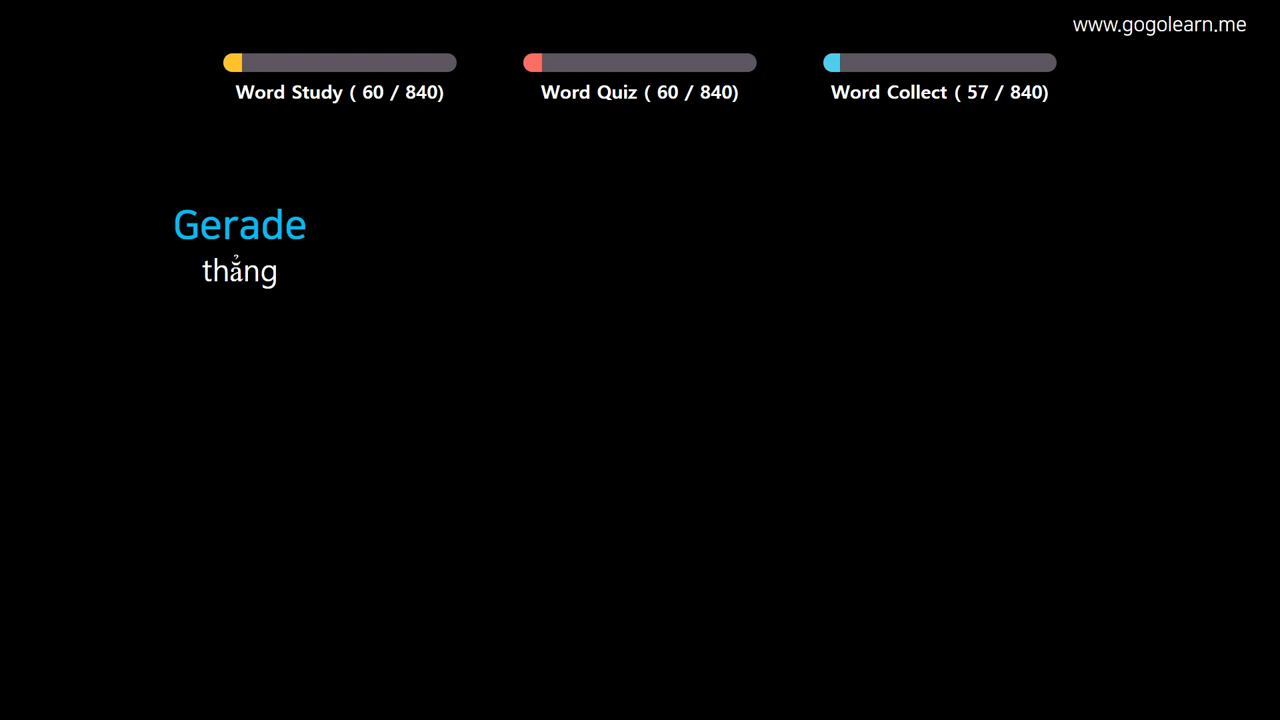 www.gogolearn.me
Word Study ( 60 / 840)
Word Quiz ( 60 / 840)
Word Collect ( 57 / 840)
Gerade
thẳng